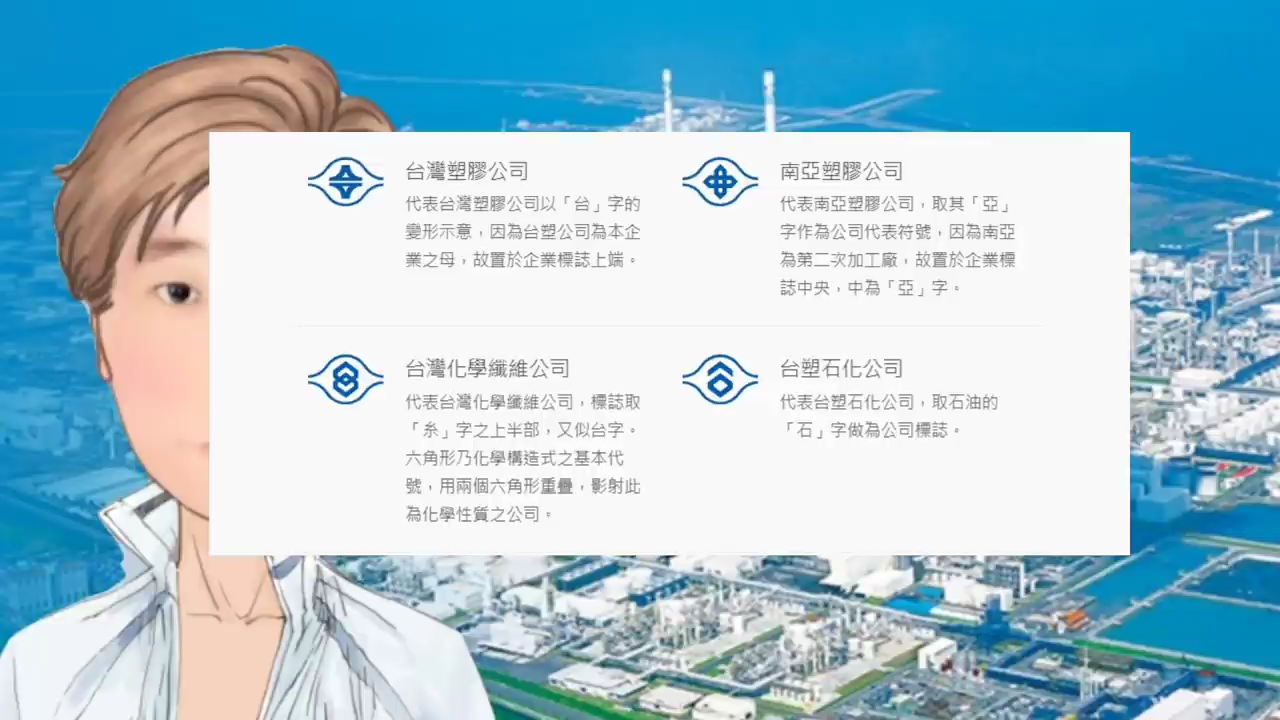 台灣塑膠公司
代表台灣塑膠公司以「台」字的
變形示意，因為台塑公司為本企
業之母，故置於企業標誌上端。
南亞塑膠公司
代表南亞塑膠公司，取其「亞」
字作為公司代表符號，因為南亞
為第二次加工廠，故置於企業標
誌中央，中為「亞」字。
台灣化學纖維公司
代表台灣化學纖維公司，標誌取
「糸」字之上半部，又似台字。
六角形乃化學構造式之基本代
號，用兩個六角形重疊，影射此
為化學性質之公司。
台塑石化公司
代表台塑石化公司，取石油的
「石」字做為公司標誌。